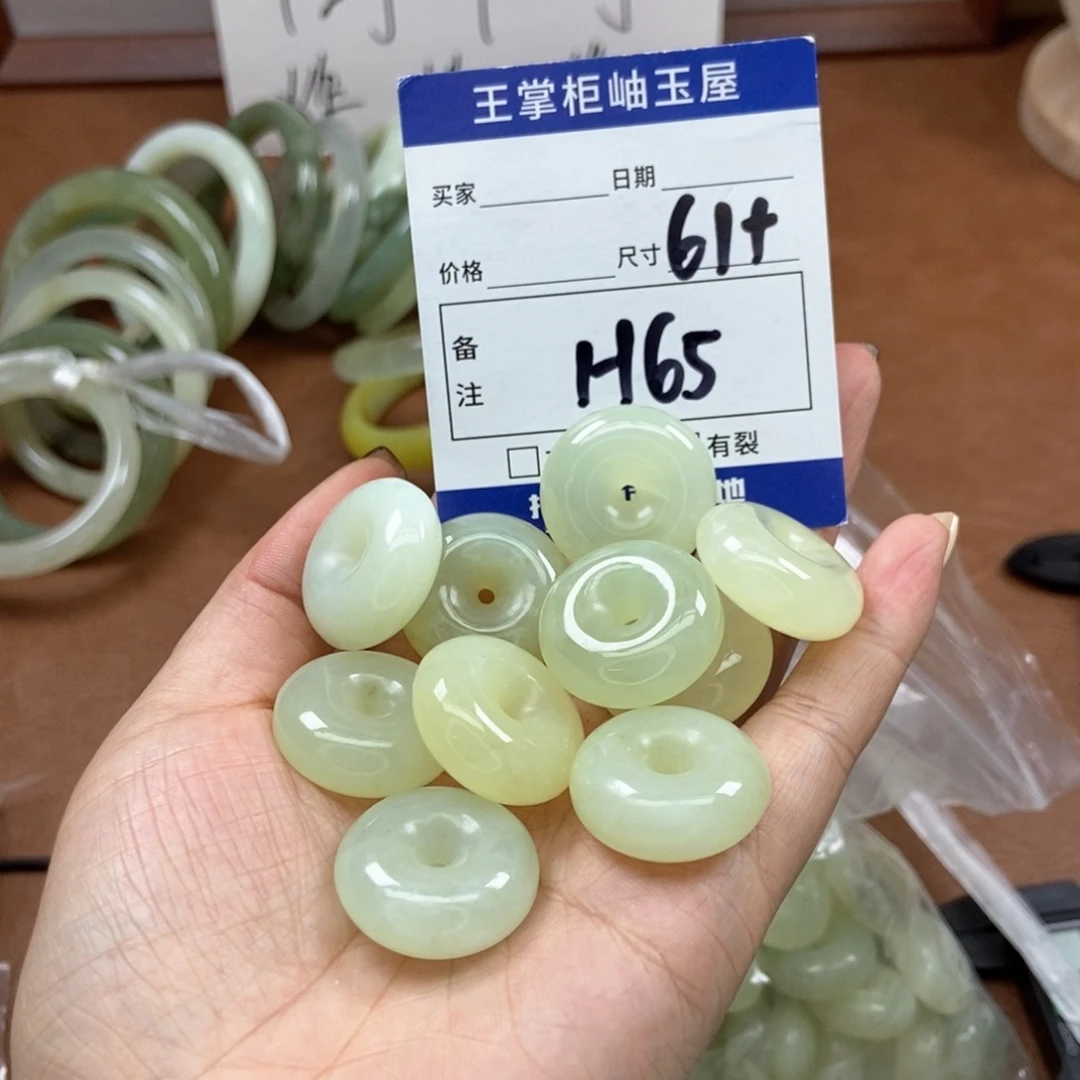 王掌柜岫玉屋
买家 日期
价格 尺寸 61+
备注 H65
有裂
地